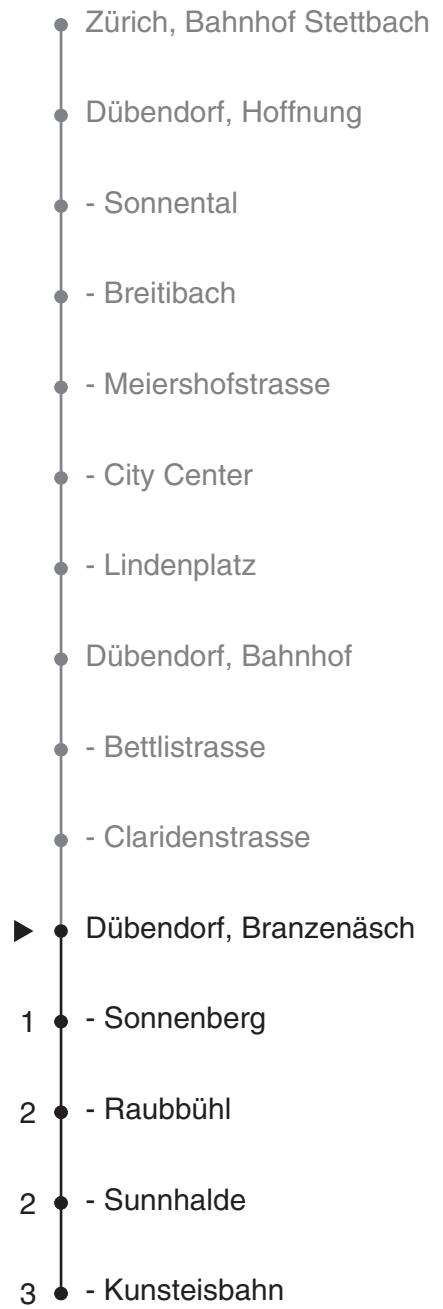 Zürich, Bahnhof Stettbach
Dübendorf, Hoffnung
- Sonnental
- Breitibach
- Meiershofstrasse
- City Center
- Lindenplatz
Dübendorf, Bahnhof
- Bettlistrasse
- Claridenstrasse
Dübendorf, Branzenäsch
1 - Sonnenberg
2 - Raubbühl
2 - Sunnhalde
3 - Kunsteisbahn